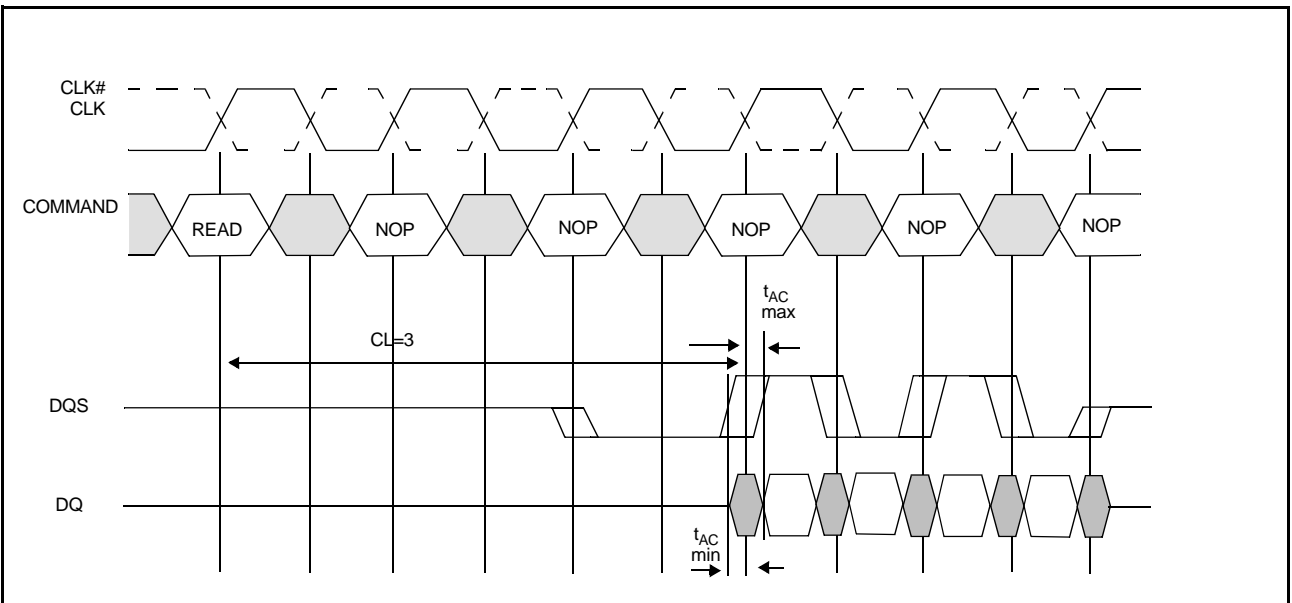 CLK#
CLK
COMMAND
READ
NOP
NOP
NOP
NOP
NOP
tAC
max
CL=3
DQS
DQ
tAC
min